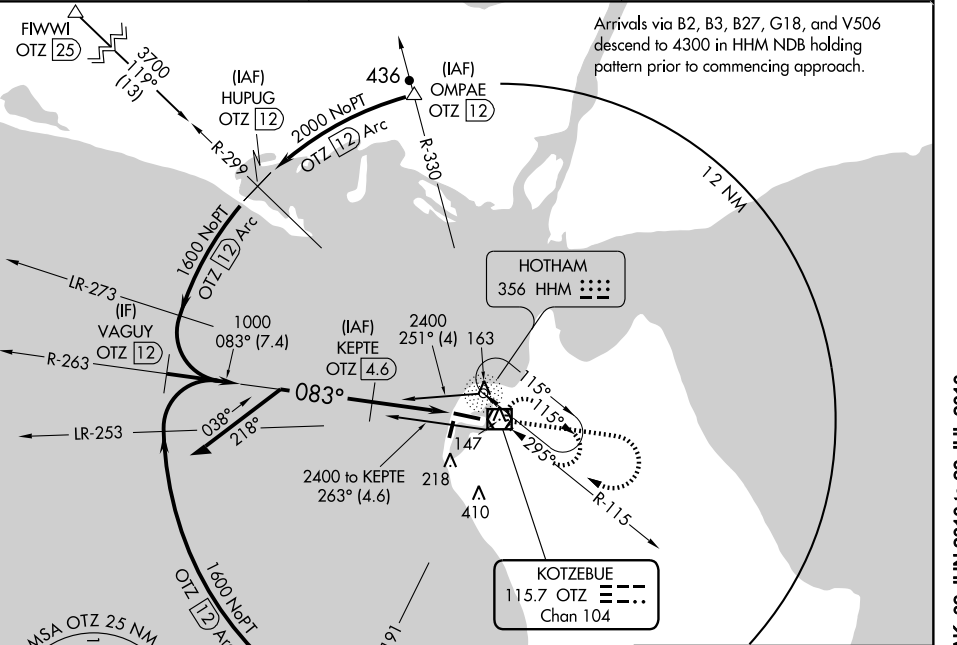 FIWWI
OTZ 25
3700
119°
(13)
(IAF)
HUPUG
OTZ 12
436
(IAF)
OMPAE
OTZ 12
Arrivals via B2, B3, B27, G18, and V506
descend to 4300 in HHM NDB holding
pattern prior to commencing approach.
2000 NoPT
OTZ 12 Arc
R-299
R-330
12 NM
1600 NoPT
OTZ 12 Arc
HOTHAM
356 HHM
LR-273
(IF)
VAGUY
OTZ 12
1000
083° (7.4)
(IAF)
KEPTE
OTZ 4.6
2400
251° (4)
163
R-263
083°
115°
115°
038°
218°
LR-253
147
295°
2400 to KEPTE
263° (4.6)
218
410
R-115
KOTZEBUE
115.7 OTZ
Chan 104
1600 NoPT
OTZ 12 Arc
MSA OTZ 25 NM